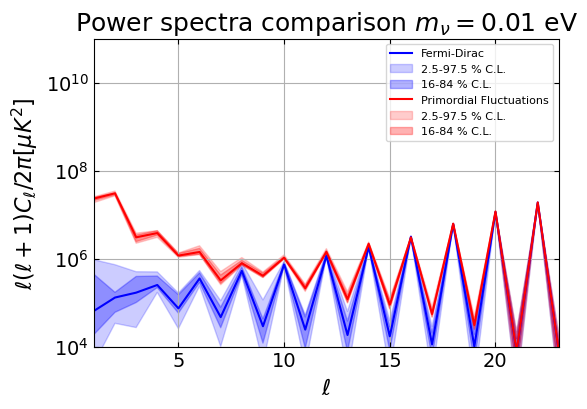 Power spectra comparison $m_\nu = 0.01$ eV
$\ell(\ell+1)C_\ell/2\pi[\mu K^2]$
10^{10}
10^8
10^6
10^4
Fermi-Dirac
2.5-97.5 % C.L.
16-84 % C.L.
Primordial Fluctuations
2.5-97.5 % C.L.
16-84 % C.L.
5 10 15 20
$\ell$